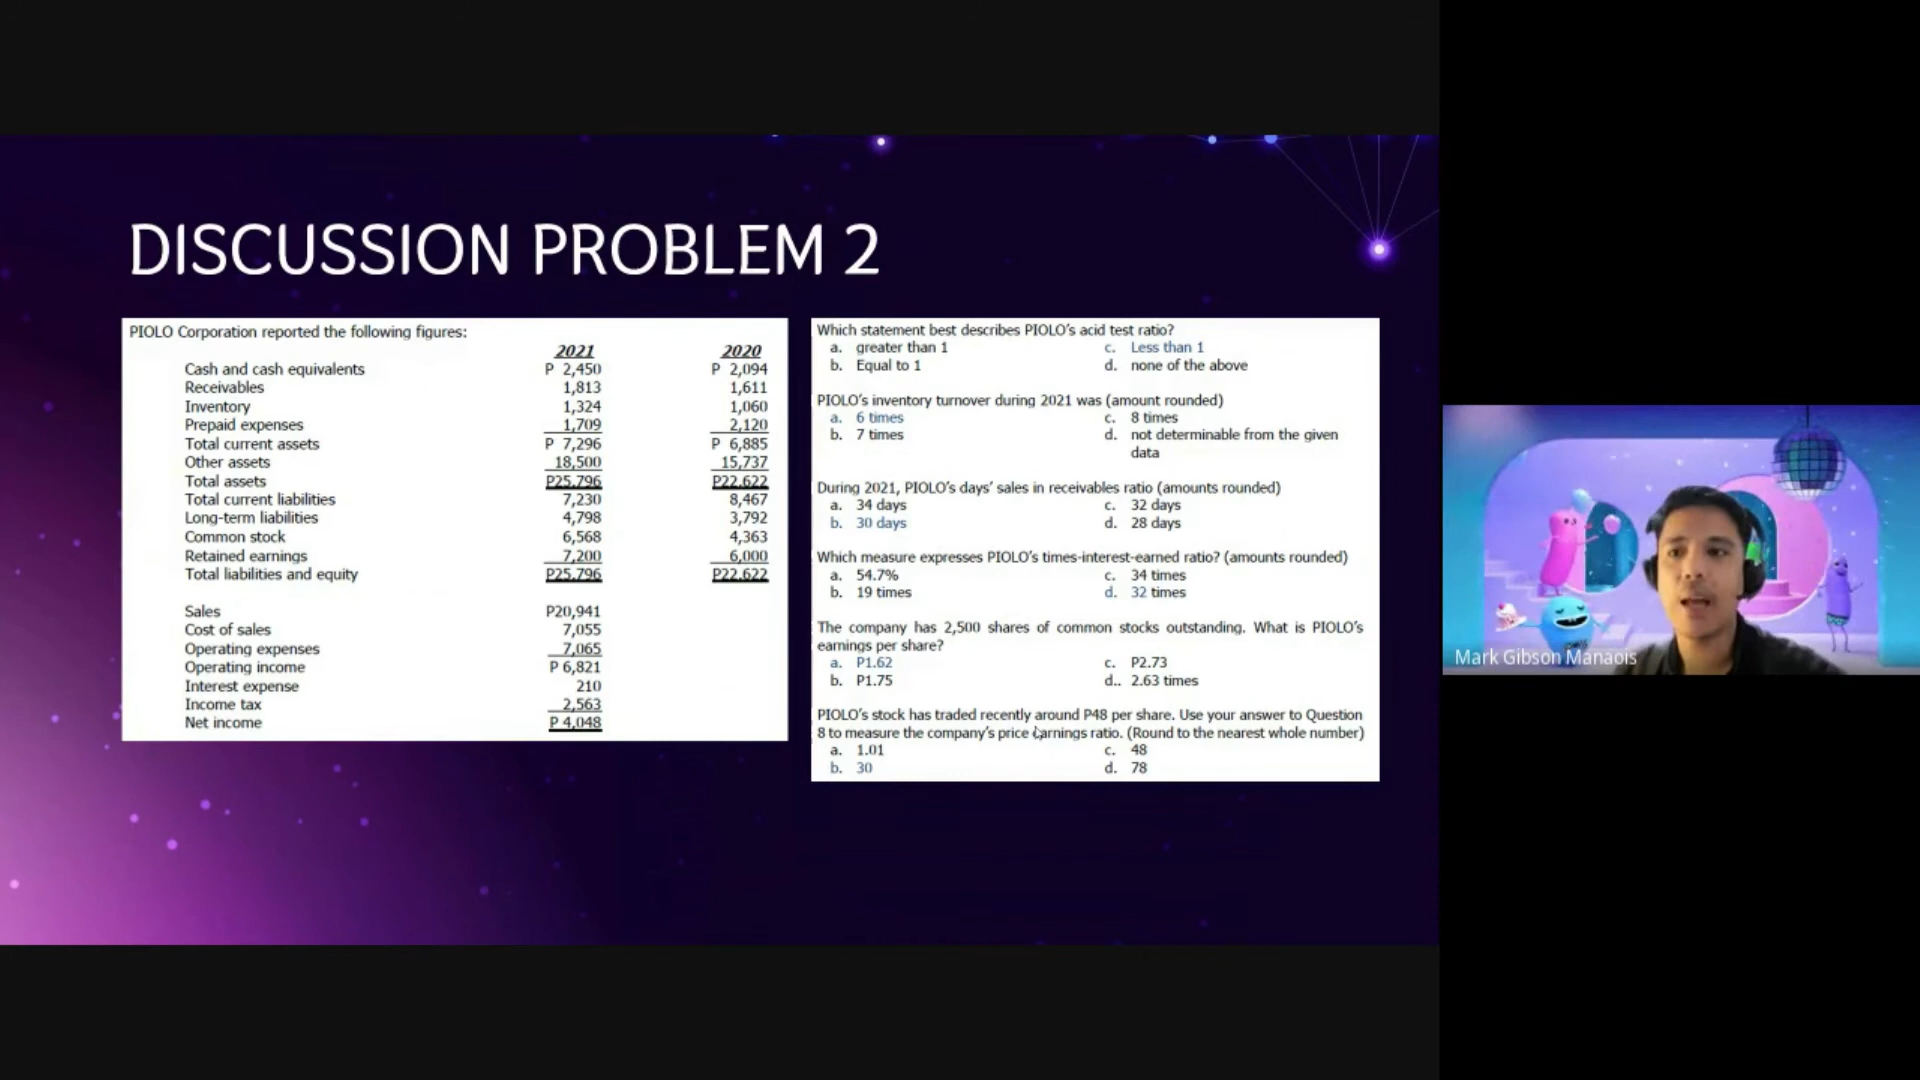 DISCUSSION PROBLEM 2
PIOLO Corporation reported the following figures:
2021 2020
Cash and cash equivalents P 2,450 P 2,094
Receivables 1,813 1,611
Inventory 1,324 1,060
Prepaid expenses 1,709 2,120
Total current assets P 7,296 P 6,885
Other assets 18,500 15,737
Total assets P25,796 P22,622
Total current liabilities 7,230 8,467
Long-term liabilities 4,798 3,792
Common stock 6,568 4,363
Retained earnings 7,200 6,000
Total liabilities and equity P25,796 P22,622
Sales P20,941
Cost of sales 7,055
Operating expenses 7,065
Operating income P 6,821
Interest expense 210
Income tax 2,563
Net income P 4,048
Which statement best describes PIOLO's acid test ratio?
a. greater than 1 c. Less than 1
b. Equal to 1 d. none of the above
PIOLO's inventory turnover during 2021 was (amount rounded)
a. 6 times c. 8 times
b. 7 times d. not determinable from the given
data
During 2021, PIOLO's days' sales in receivables ratio (amounts rounded)
a. 34 days c. 32 days
b. 30 days d. 28 days
Which measure expresses PIOLO's times-interest-earned ratio? (amounts rounded)
a. 54.7% c. 34 times
b. 19 times d. 32 times
The company has 2,500 shares of common stocks outstanding. What is PIOLO's
earnings per share?
a. P1.62 c. P2.73
b. P1.75 d.. 2.63 times
PIOLO's stock has traded recently around P48 per share. Use your answer to Question
8 to measure the company's price earnings ratio. (Round to the nearest whole number)
a. 1.01 c. 48
b. 30 d. 78
Mark Gibson Manaois